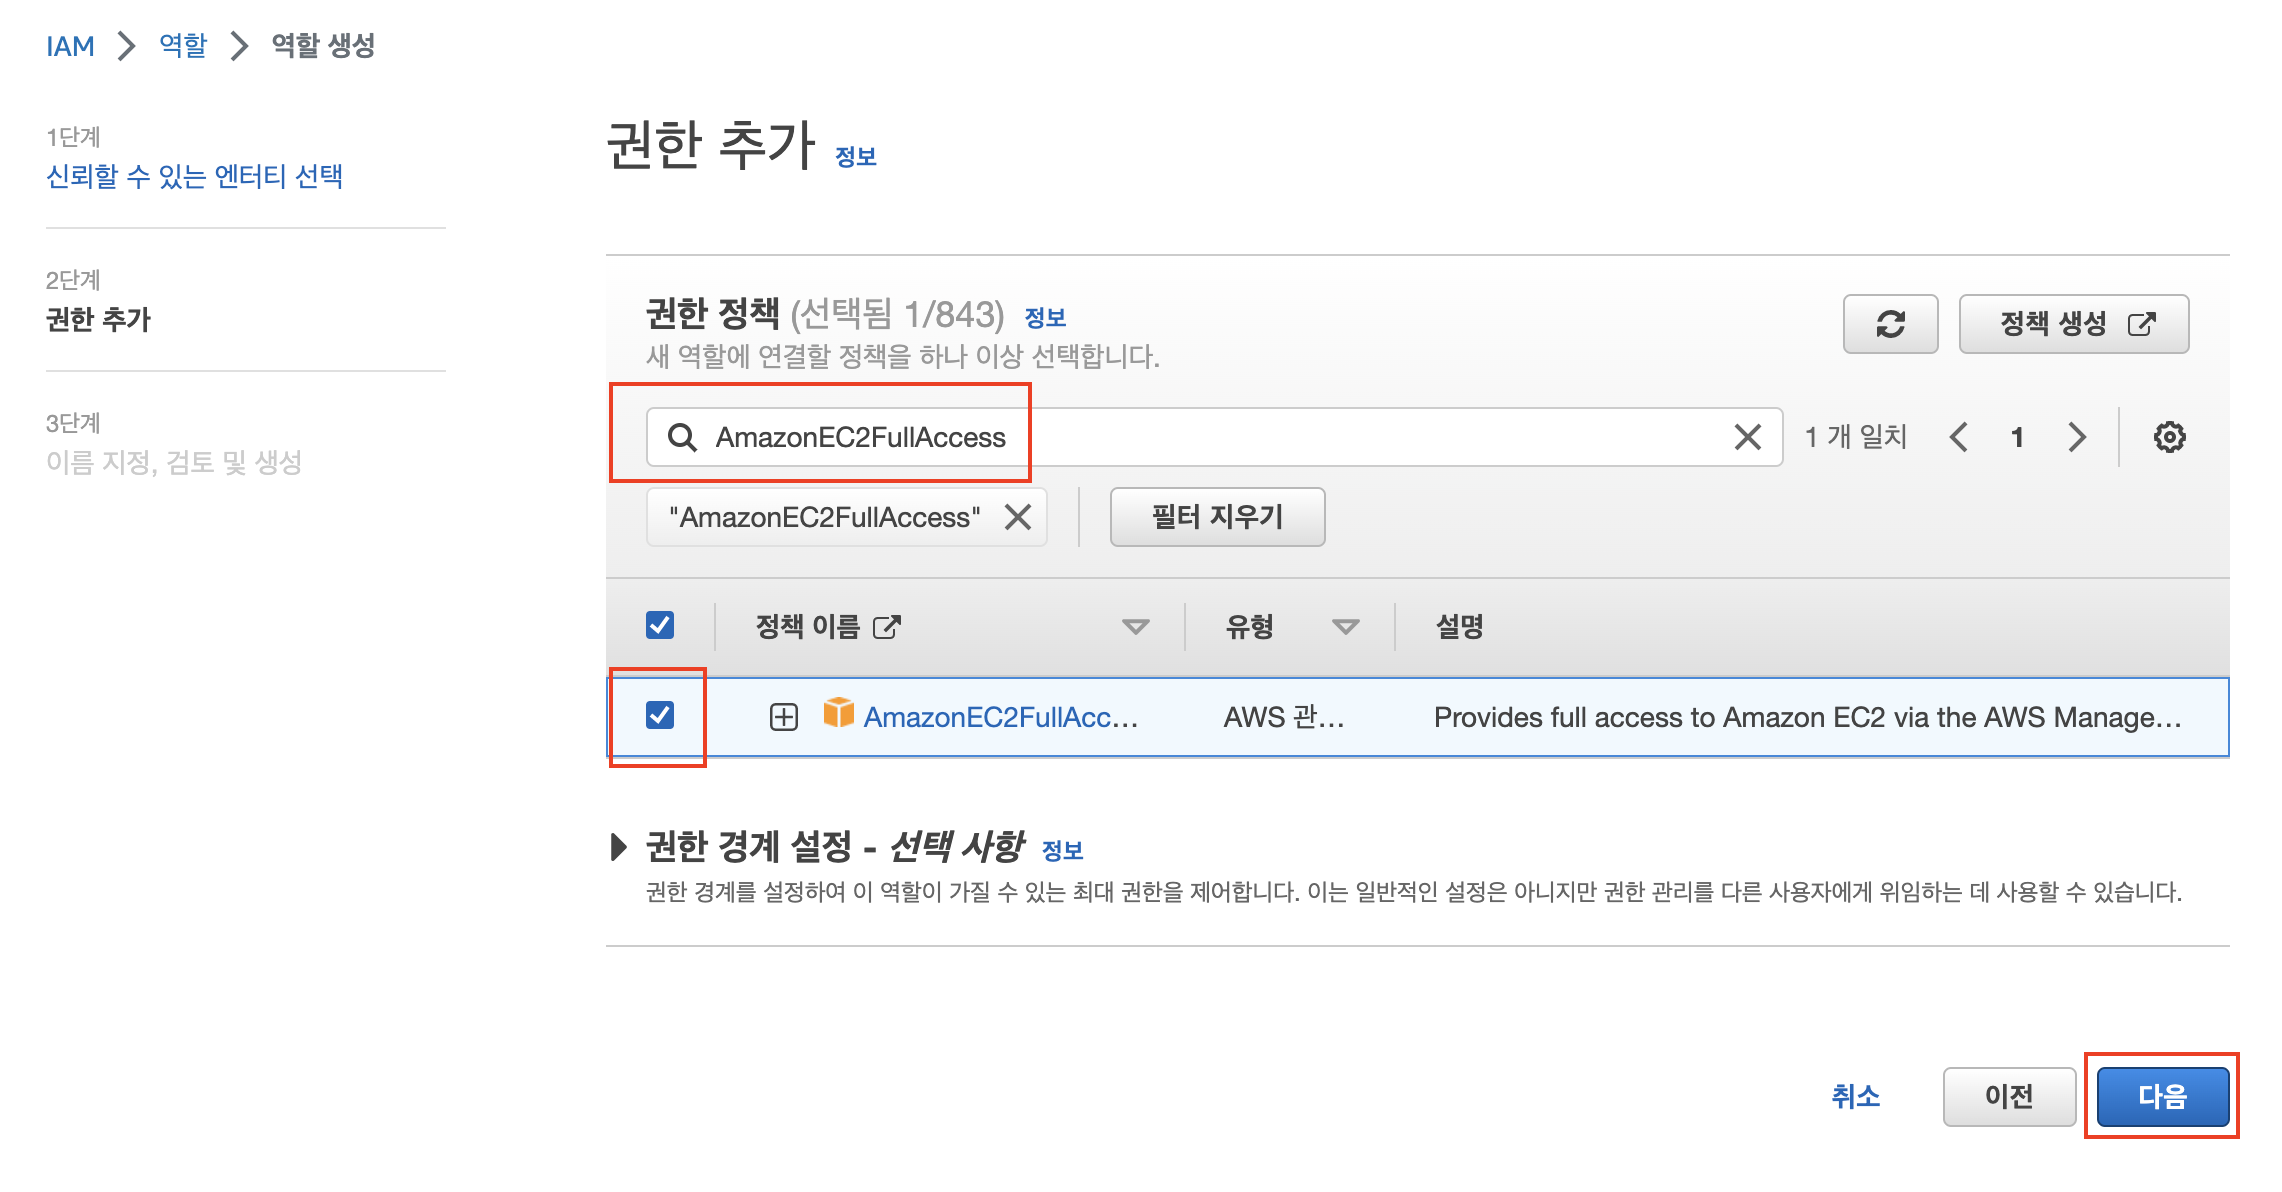 IAM 역할 역할 생성
1단계
신뢰할 수 있는 엔터티 선택
2단계
권한 추가
3단계
이름 지정, 검토 및 생성
권한 추가 정보
권한 정책 (선택됨 1/843) 정보
새 역할에 연결할 정책을 하나 이상 선택합니다.
정책 생성
AmazonEC2FullAccess
1 개 일치 1
"AmazonEC2FullAccess" 필터 지우기
정책 이름 유형 설명
AmazonEC2FullAcc... AWS 관... Provides full access to Amazon EC2 via the AWS Manage...
권한 경계 설정 - 선택 사항 정보
권한 경계를 설정하여 이 역할이 가질 수 있는 최대 권한을 제어합니다. 이는 일반적인 설정은 아니지만 권한 관리를 다른 사용자에게 위임하는 데 사용할 수 있습니다.
취소 이전 다음